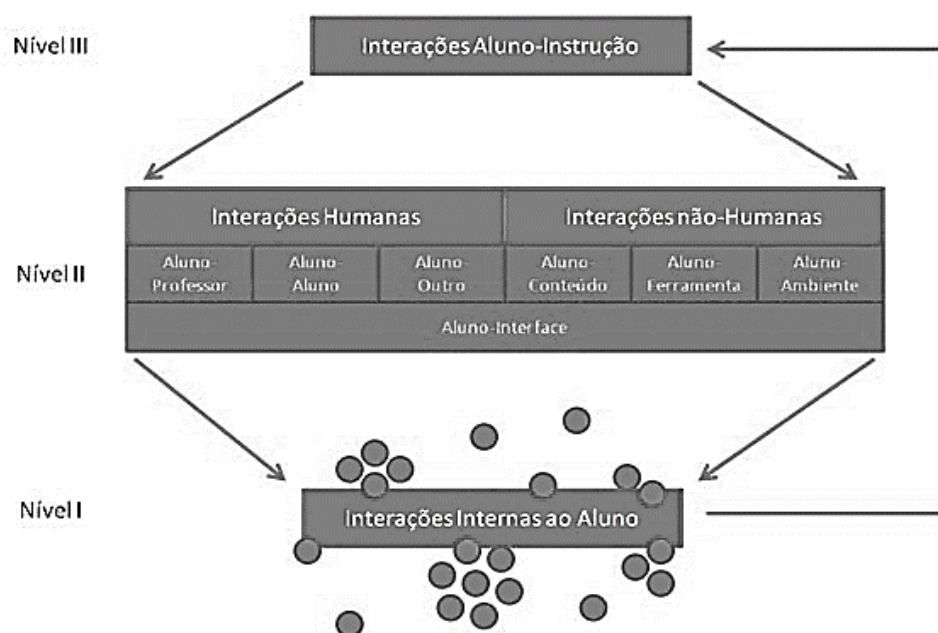 Nível III
Interações Aluno-Instrução
Interações Humanas
Interações não-Humanas
Nível II
Aluno-
Professor
Aluno-
Aluno
Aluno-
Outro
Aluno-
Conteúdo
Aluno-
Ferramenta
Aluno-
Ambiente
Aluno-Interface
Nível I
Interações Internas ao Aluno